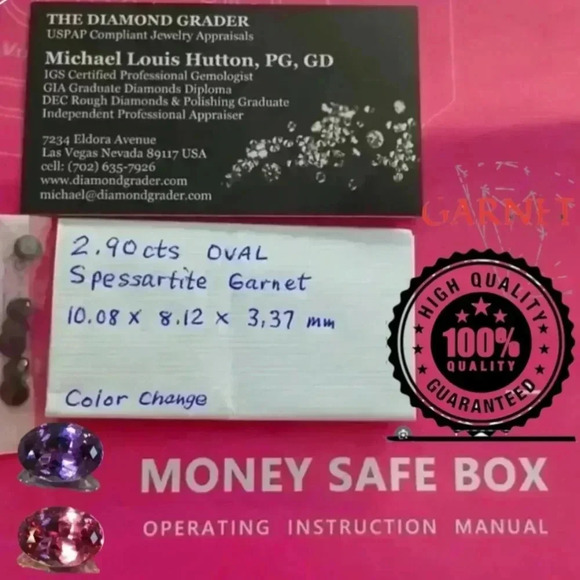 THE DIAMOND GRADER
USPAP Compliant Jewelry Appraisals
Michael Louis Hutton, PG, GD
IGS Certified Professional Gemologist
GIA Graduate Diamonds Diploma
DEC Rough Diamonds & Polishing Graduate
Independent Professional Appraiser
7234 Eldora Avenue
Las Vegas Nevada 89117 USA
cell: (702) 635-7926
www.diamondgrader.com
michael@diamondgrader.com
GARNET
2.90cts OVAL
Spessartite Garnet
10.08 x 8.12 x 3.37 mm
Color Change
HIGH QUALITY
100%
QUALITY
GUARANTEED
MONEY SAFE BOX
OPERATING INSTRUCTION MANUAL